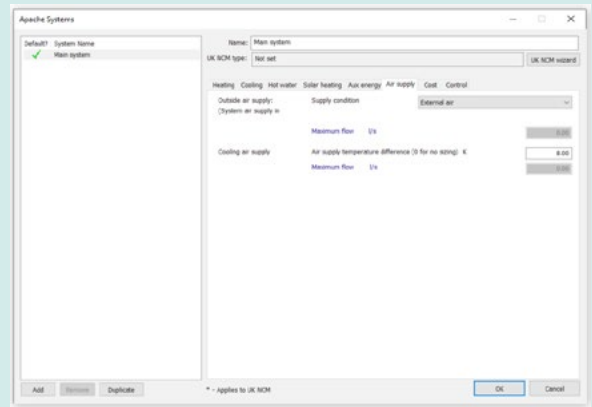 Apache Systems
Default? System Name
Main system
Name: Main system
UK NCM type: Not set
UK NCM wizard
Heating Cooling Hot water Solar heating Aux energy Air supply Cost Control
Outside air supply: Supply condition External air
(System air supply in
Maximum flow l/s 0.00
Cooling air supply Air supply temperature difference (0 for no sizing) K 8.00
Maximum flow l/s 0.00
Add Remove Duplicate * - Applies to UK NCM OK Cancel